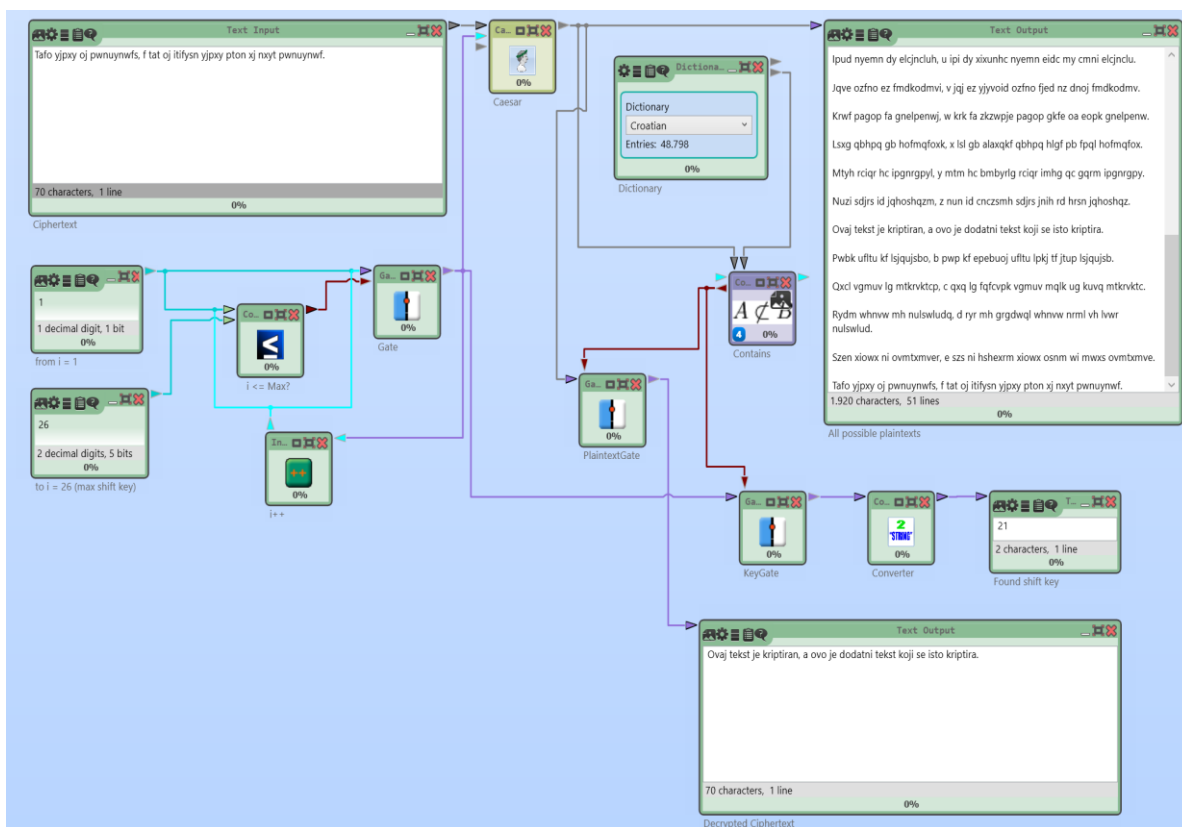 Text Input
Tafo yjpxy oj pwnuynwfs, f tat oj itifysn yjpxy pton xj nxyt pwnuynwf.
70 characters, 1 line
0%
Ciphertext
Ca...
0%
Caesar
Dictiona...
Dictionary
Croatian
Entries: 48.798
0%
Dictionary
Text Output
Ipud nyemn dy elcjncluh, u ipi dy xixunhc nyemn eidc my cmni elcjnclu.
Jqve ozfno ez fmdkodmvi, v jqj ez yjyvoid ozfno fjed nz dnoj fmdkodmv.
Krwf pagop fa gnelpenwj, w krk fa zkzwpje pagop gkfe oa eopk gnelpenw.
Lsxg qbhpq gb hofmqfoxk, x lsl gb alaxqkf qbhpq hlgf pb fpql hofmqfox.
Mtyh rciqr hc ipgnrgpyl, y mtm hc bmbyrlg rciqr imhg qc gqrm ipgnrgpy.
Nuzi sdjrs id jqhoshqzm, z nun id cnczsmh sdjrs jnih rd hrsn jqhoshqz.
Ovaj tekst je kriptiran, a ovo je dodatni tekst koji se isto kriptira.
Pwbk ufltu kf lsjqujsbo, b pwp kf epebuoj ufltu lpkj tf jtup lsjqujsb.
Qxcl vgmuv lg mtkrvktcp, c qxq lg fqfcvpk vgmuv mqlk ug kuvq mtkrvktc.
Rydm whnvw mh nulswludq, d ryr mh grgdwql whnvw nrml vh lvwr
nulswlud.
Szen xiowx ni ovmtxmver, e szs ni hshexrm xiowx osnm wi mwxs ovmtxmve.
Tafo yjpxy oj pwnuynwfs, f tat oj itifysn yjpxy pton xj nxyt pwnuynwf.
1.920 characters, 51 lines
0%
All possible plaintexts
1
1 decimal digit, 1 bit
0%
from i = 1
Co...
≤
0%
i <= Max?
Ga...
0%
Gate
Co...
A ⊄ B
4 0%
Contains
26
2 decimal digits, 5 bits
0%
to i = 26 (max shift key)
In...
++
0%
i++
Ga...
0%
PlaintextGate
Ga...
0%
KeyGate
Co...
2
"STRING"
0%
Converter
T...
21
2 characters, 1 line
0%
Found shift key
Text Output
Ovaj tekst je kriptiran, a ovo je dodatni tekst koji se isto kriptira.
70 characters, 1 line
0%
Decrypted Ciphertext